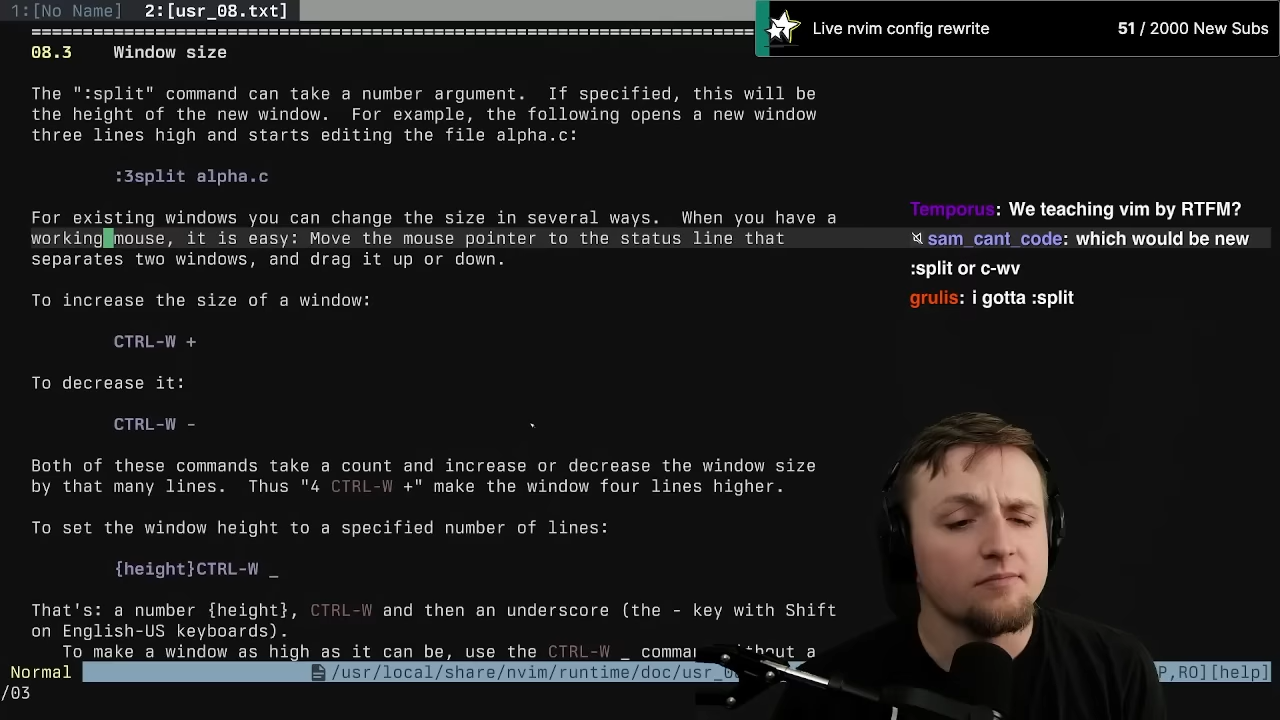 1:[No Name]  2:[usr_08.txt]
Live nvim config rewrite
51 / 2000 New Subs
==============================================================================
08.3    Window size
The ":split" command can take a number argument.  If specified, this will be
the height of the new window.  For example, the following opens a new window
three lines high and starts editing the file alpha.c:
:3split alpha.c
For existing windows you can change the size in several ways.  When you have a
working mouse, it is easy: Move the mouse pointer to the status line that
separates two windows, and drag it up or down.
To increase the size of a window:
CTRL-W +
To decrease it:
CTRL-W -
Both of these commands take a count and increase or decrease the window size
by that many lines.  Thus "4 CTRL-W +" make the window four lines higher.
To set the window height to a specified number of lines:
{height}CTRL-W _
That's: a number {height}, CTRL-W and then an underscore (the - key with Shift
on English-US keyboards).
To make a window as high as it can be, use the CTRL-W _ command without a
Temporus: We teaching vim by RTFM?
sam_cant_code: which would be new
:split or c-wv
grulis: i gotta :split
Normal
/usr/local/share/nvim/runtime/doc/usr_0
P,RO][help]
/03